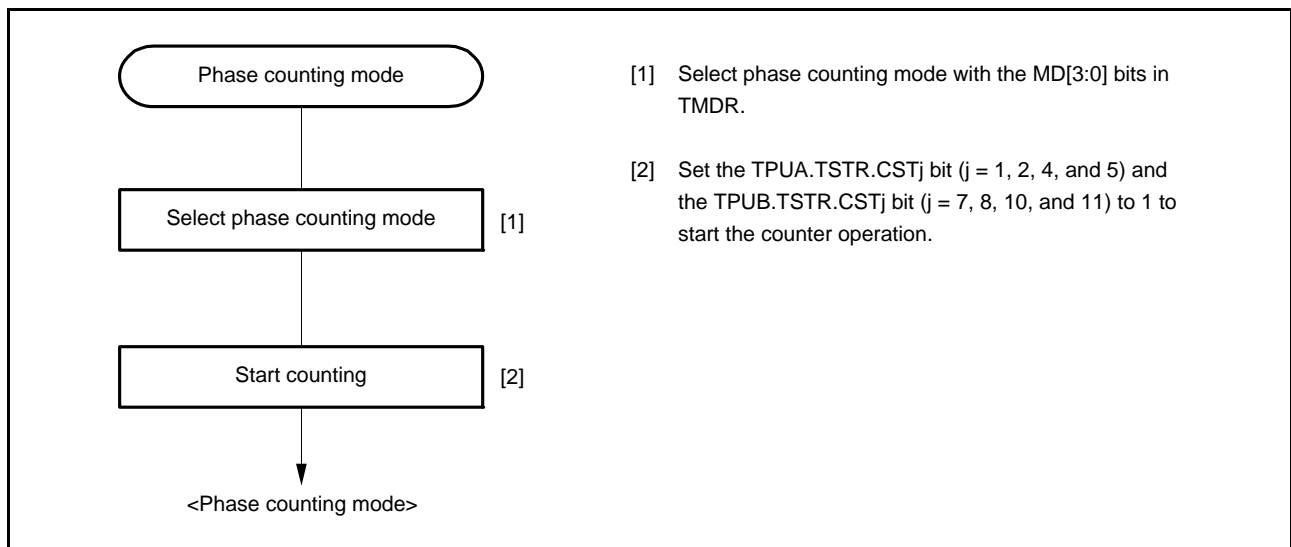 Phase counting mode
Select phase counting mode [1]
Start counting [2]
<Phase counting mode>
[1] Select phase counting mode with the MD[3:0] bits in
TMDR.
[2] Set the TPUA.TSTR.CSTj bit (j = 1, 2, 4, and 5) and
the TPUB.TSTR.CSTj bit (j = 7, 8, 10, and 11) to 1 to
start the counter operation.